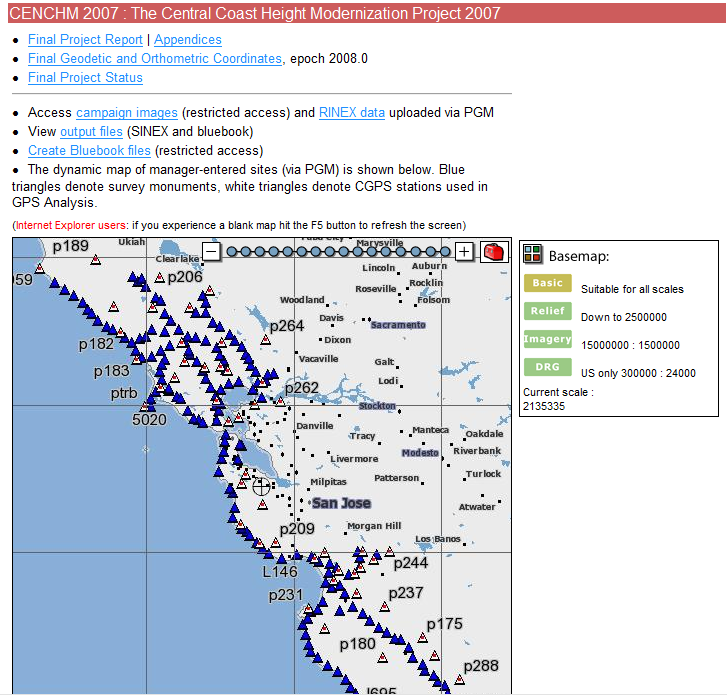 CENCHM 2007 : The Central Coast Height Modernization Project 2007
• Final Project Report | Appendices
• Final Geodetic and Orthometric Coordinates, epoch 2008.0
• Final Project Status
• Access campaign images (restricted access) and RINEX data uploaded via PGM
• View output files (SINEX and bluebook)
• Create Bluebook files (restricted access)
• The dynamic map of manager-entered sites (via PGM) is shown below. Blue
triangles denote survey monuments, white triangles denote CGPS stations used in
GPS Analysis.
(Internet Explorer users: if you experience a blank map hit the F5 button to refresh the screen)
p189
Ukiah
Marysville
Clearlake
Lincoln
Auburn
p206
Roseville
Rocklin
Woodland
Folsom
Davis
Sacramento
p264
Dixon
p182
Vacaville
Galt
p183
Lodi
p262
ptrb
Stockton
5020
Danville
Manteca
Oakdale
Tracy
Modesto
Riverbank
Livermore
Turlock
Milpitas
Patterson
San Jose
Atwater
p209
Morgan Hill
Los Banos
p244
L146
p231
p237
p175
p180
p288
Basemap:
Basic
Suitable for all scales
Relief
Down to 2500000
Imagery
15000000 : 1500000
DRG
US only 300000 : 24000
Current scale :
2135335